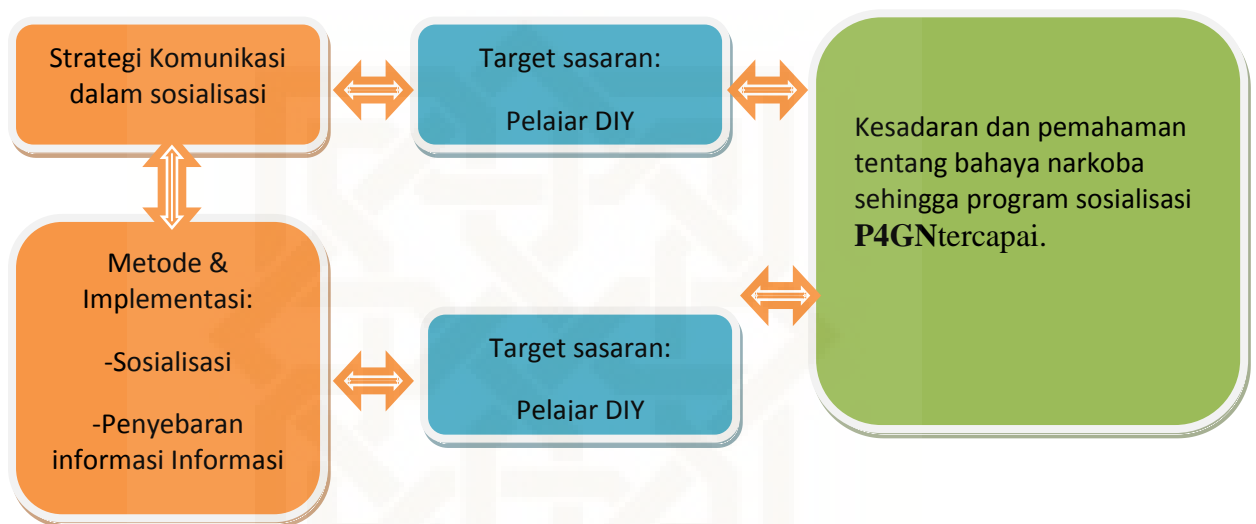 Strategi Komunikasi
dalam sosialisasi
Target sasaran:
Pelajar DIY
Kesadaran dan pemahaman
tentang bahaya narkoba
sehingga program sosialisasi
P4GNtercapai.
Metode &
Implementasi:
-Sosialisasi
-Penyebaran
informasi Informasi
Target sasaran:
Pelajar DIY